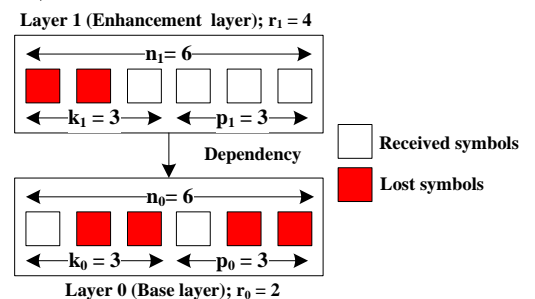 Layer 1 (Enhancement layer); r₁ = 4
n₁= 6
k₁ = 3 p₁ = 3
Dependency
Received symbols
Lost symbols
n₀= 6
k₀ = 3 p₀ = 3
Layer 0 (Base layer); r₀ = 2